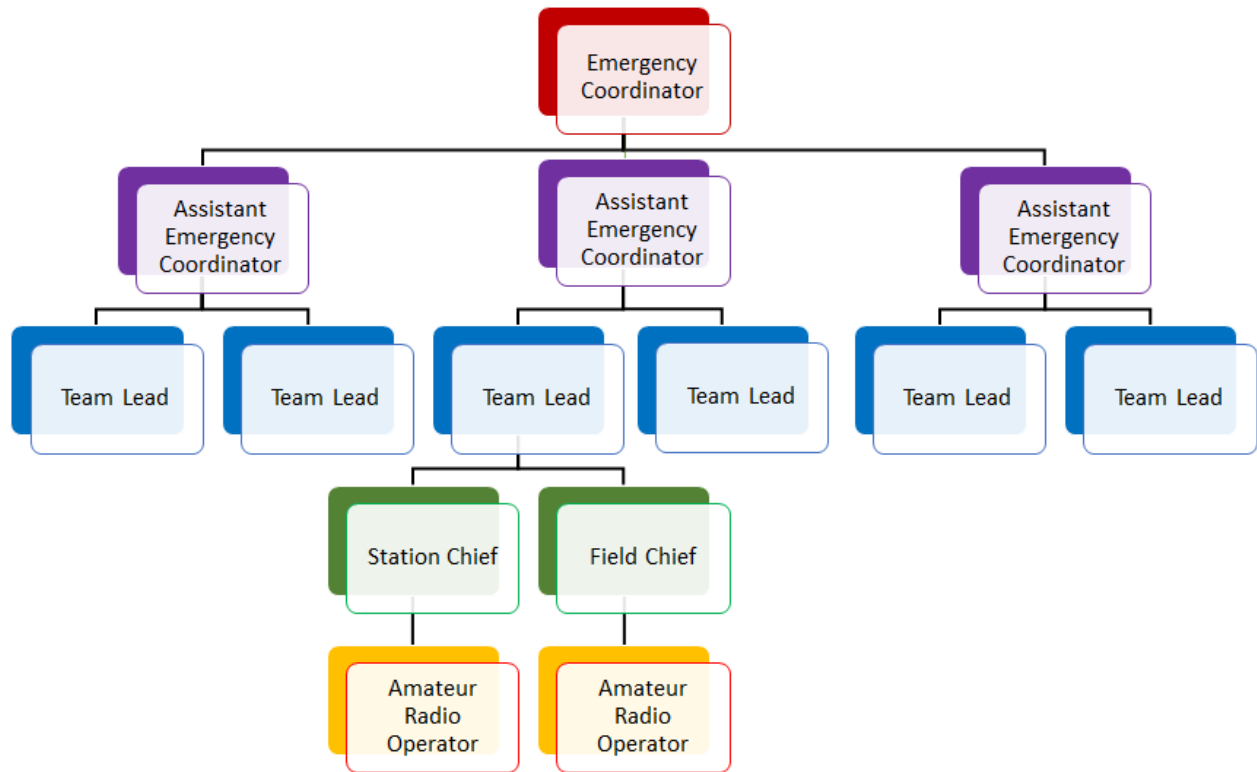 Emergency
Coordinator
Assistant
Emergency
Coordinator
Assistant
Emergency
Coordinator
Assistant
Emergency
Coordinator
Team Lead
Team Lead
Team Lead
Team Lead
Team Lead
Team Lead
Station Chief
Field Chief
Amateur
Radio
Operator
Amateur
Radio
Operator